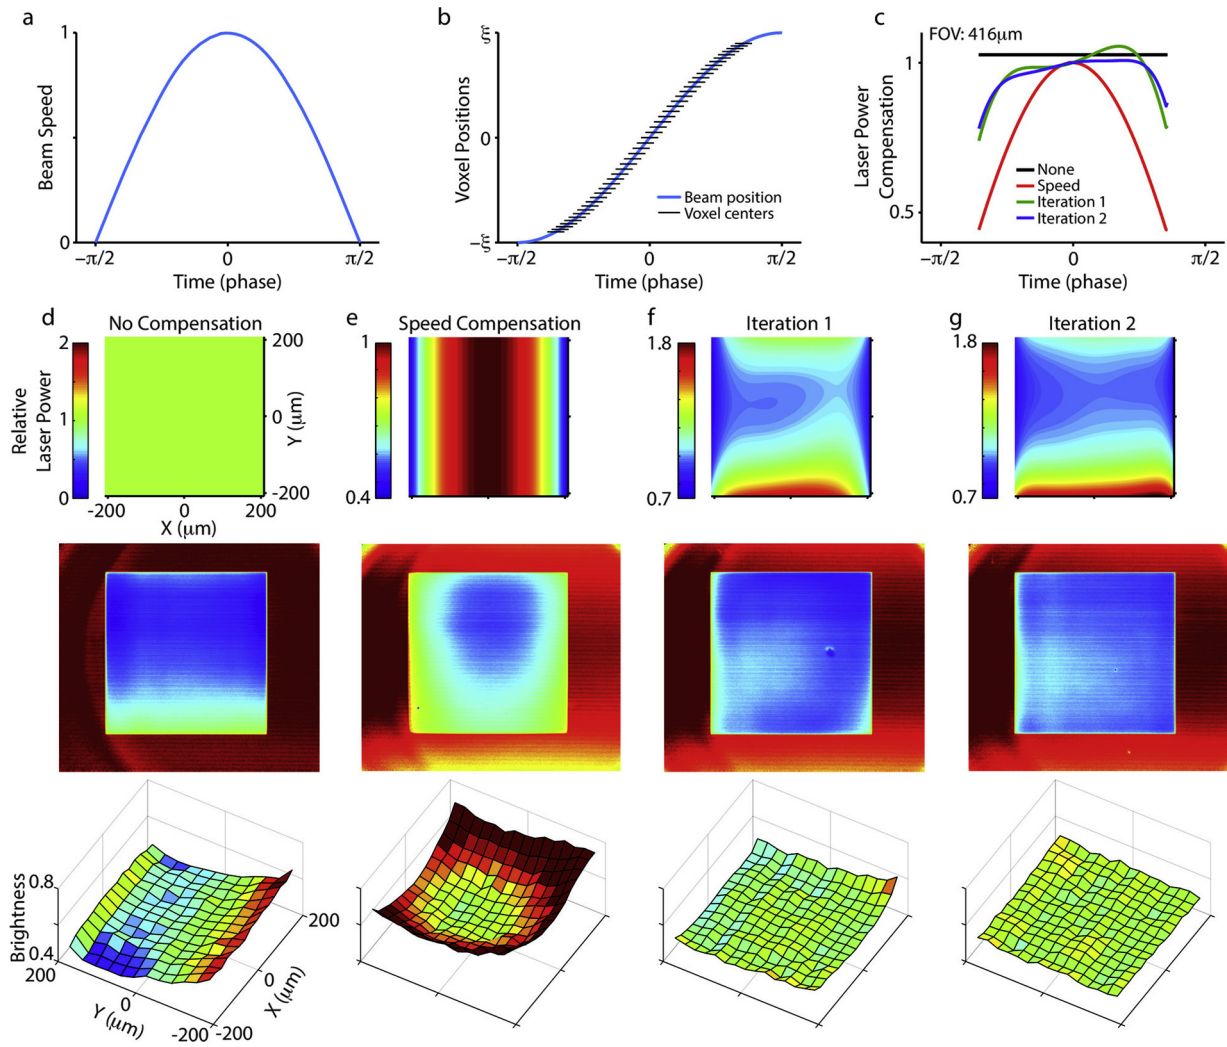 a
1
Beam Speed
0
−π/2
0
π/2
Time (phase)
b
ξ
Voxel Positions
0
−ξ
Beam position
Voxel centers
−π/2
0
π/2
Time (phase)
c
FOV: 416μm
1
Laser Power
Compensation
0.5
None
Speed
Iteration 1
Iteration 2
−π/2
0
π/2
Time (phase)
d
No Compensation
2
1
0
Relative
Laser Power
200
0
-200
Y (μm)
-200
0
200
X (μm)
e
Speed Compensation
1
0.4
f
Iteration 1
1.8
0.7
g
Iteration 2
1.8
0.7
Brightness
0.8
0.4
200
0
-200
Y (μm)
-200
0
200
X (μm)